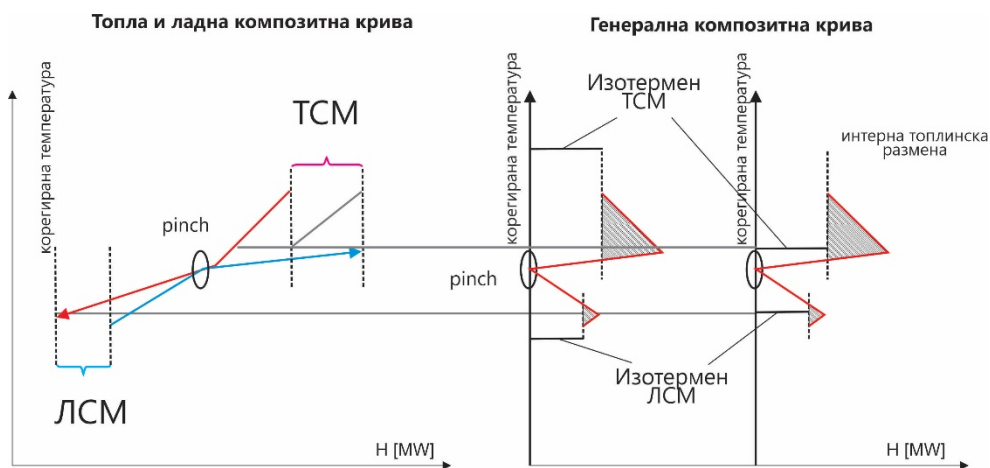 Топла и ладна композитна крива
Генерална композитна крива
корегирана температура
ТСМ
pinch
ЛСМ
H [MW]
корегирана температура
Изотермен
ТСМ
корегирана температура
интерна топлинска
размена
pinch
Изотермен
ЛСМ
H [MW]